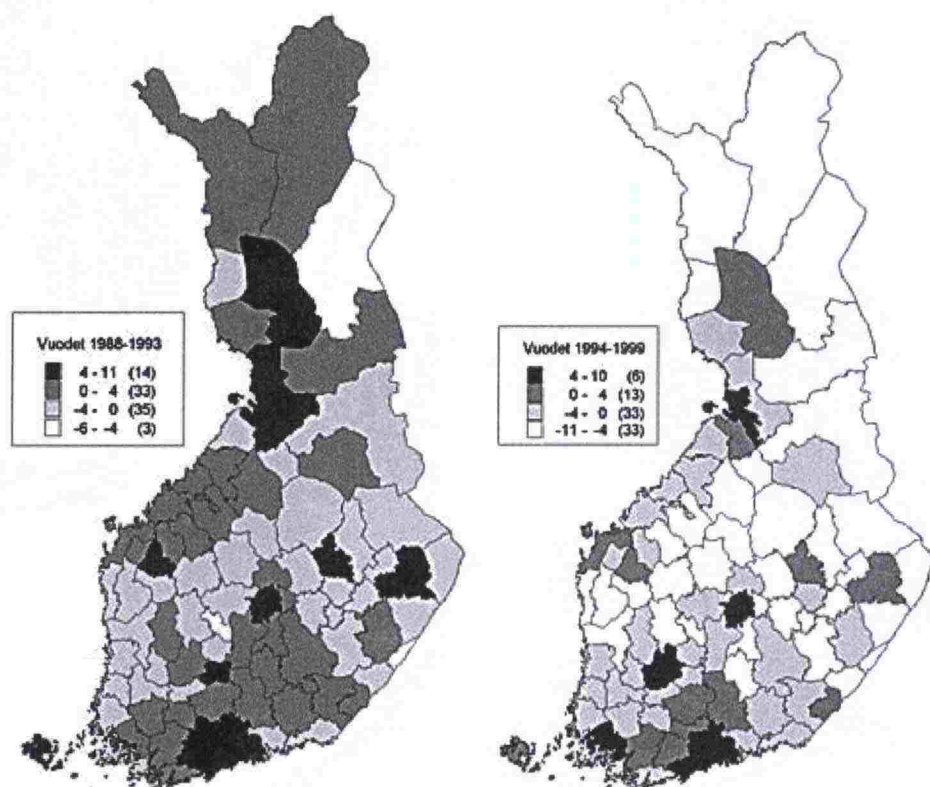 Vuodet 1988-1993
4 - 11 (14)
0 - 4 (33)
-4 - 0 (35)
-6 - -4 (3)
Vuodet 1994-1999
4 - 10 (6)
0 - 4 (13)
-4 - 0 (33)
-11 - -4 (33)